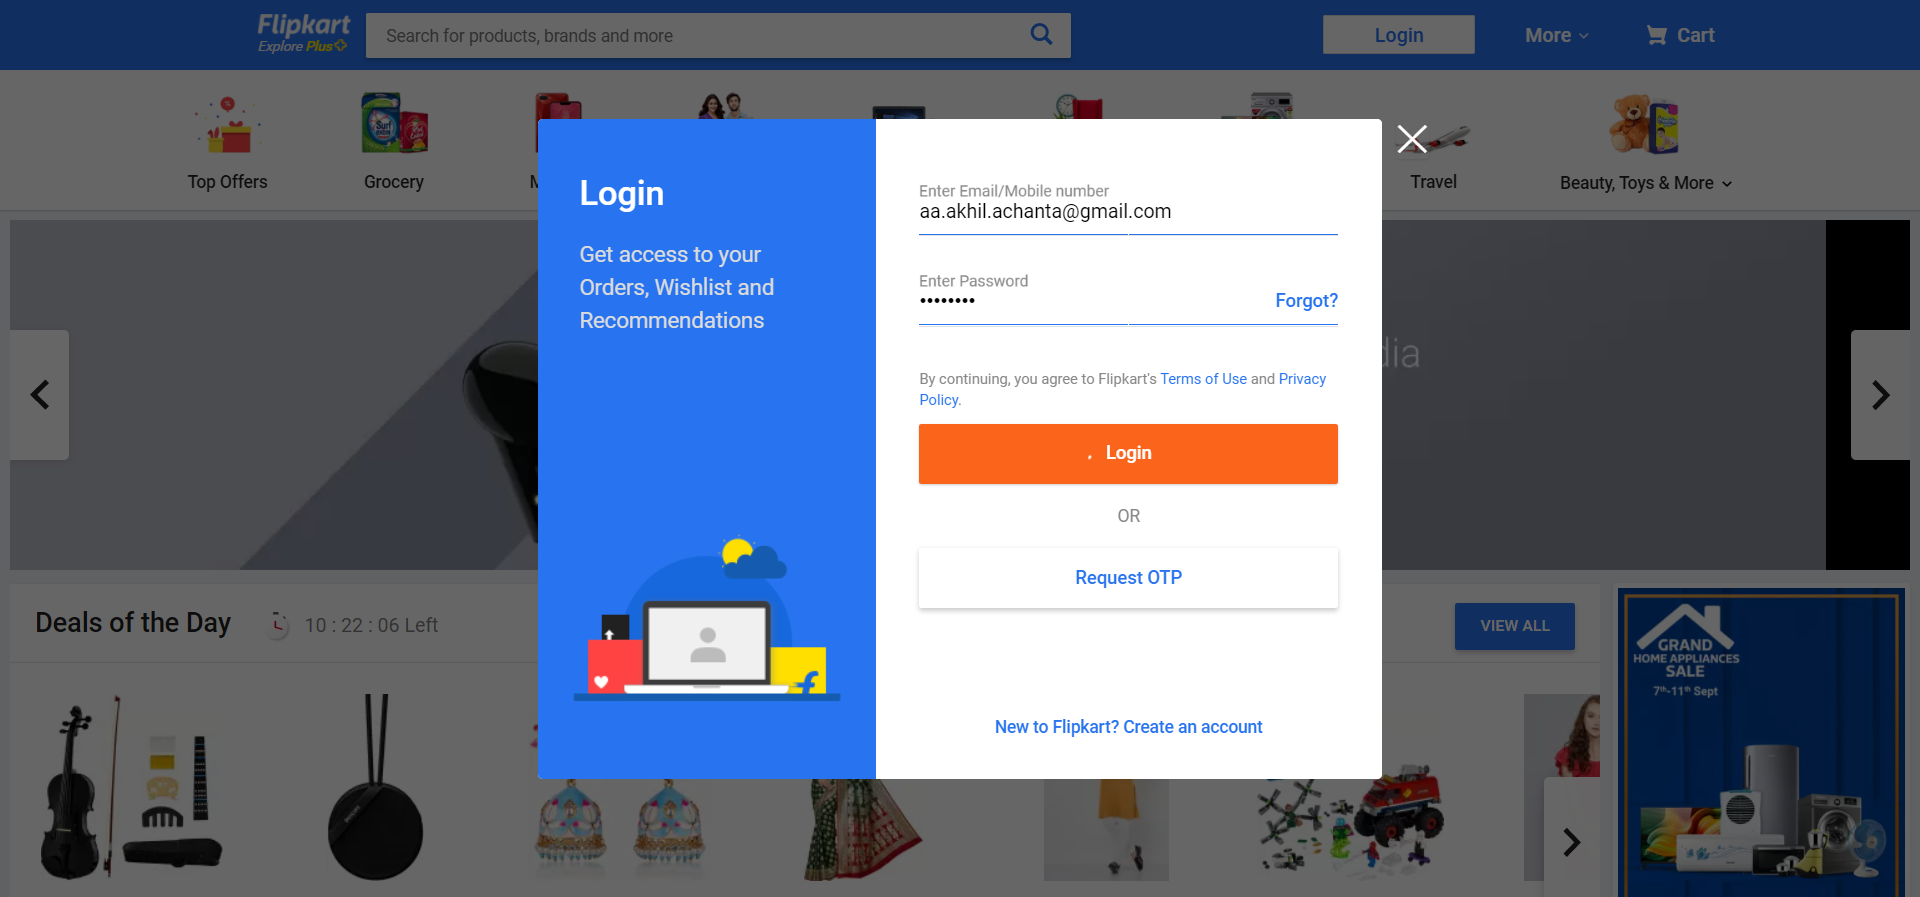 Flipkart
Explore Plus
Search for products, brands and more
Login
More
Cart
Top Offers
Grocery
Travel
Beauty, Toys & More
Login
Get access to your
Orders, Wishlist and
Recommendations
Enter Email/Mobile number
aa.akhil.achanta@gmail.com
Enter Password
••••••••
Forgot?
By continuing, you agree to Flipkart's Terms of Use and Privacy
Policy.
Login
OR
Request OTP
New to Flipkart? Create an account
dia
Deals of the Day
10 : 22 : 06 Left
VIEW ALL
GRAND
HOME APPLIANCES
SALE
7th-11th Sept
Surf